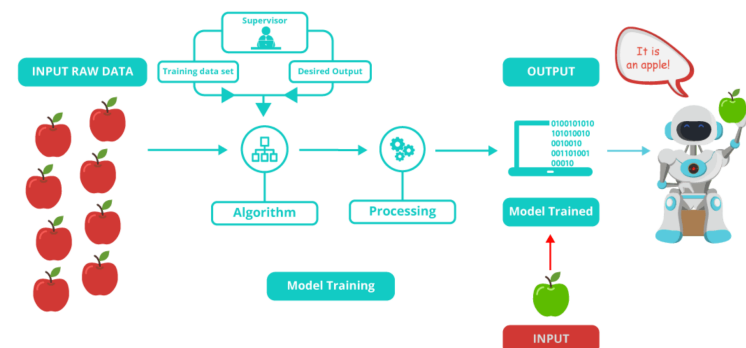 Supervisor
INPUT RAW DATA
Training data set
Desired Output
OUTPUT
It is
an apple!
0100101010
101010010
0010010
001101001
00010
Algorithm
Processing
Model Trained
Model Training
INPUT